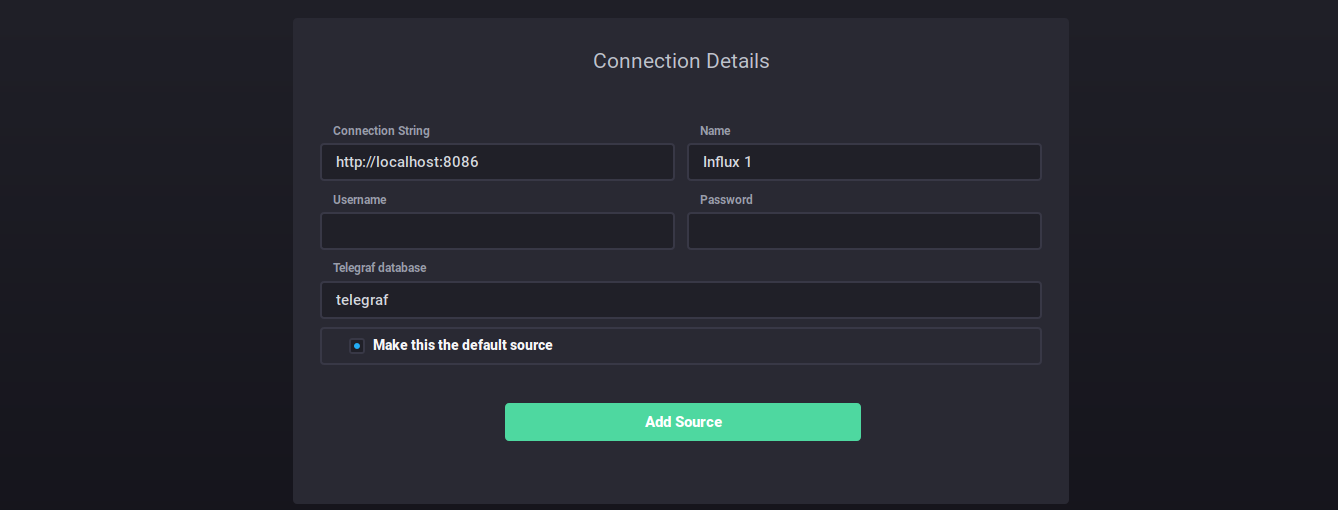 Connection Details
Connection String
Name
http://localhost:8086
Influx 1
Username
Password
Telegraf database
telegraf
Make this the default source
Add Source